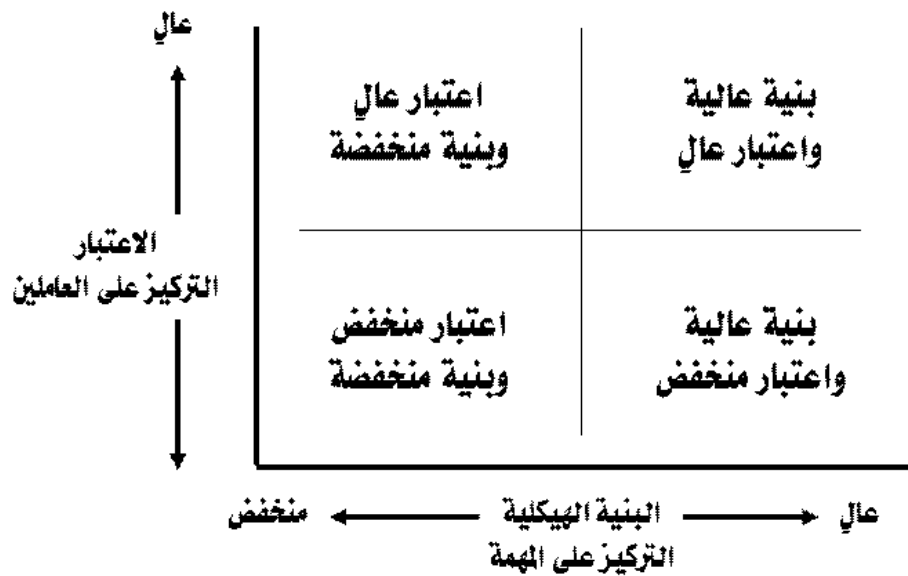 عالٍ
بنية عالية
واعتبار عالٍ
اعتبار عالٍ
وبنية منخفضة
الاعتبار
التركيز على العاملين
بنية عالية
واعتبار منخفض
اعتبار منخفض
وبنية منخفضة
عالٍ
البنية الهيكلية
التركيز على المهمة
منخفض